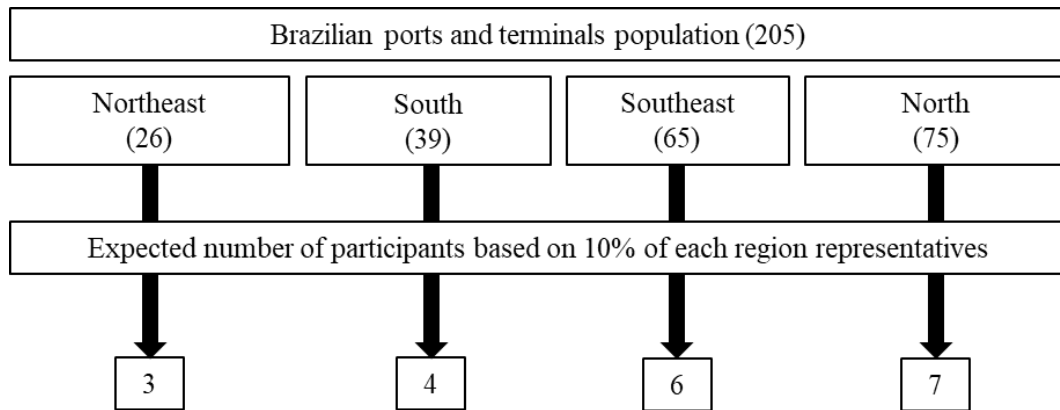 Brazilian ports and terminals population (205)
Northeast
(26)
South
(39)
Southeast
(65)
North
(75)
Expected number of participants based on 10% of each region representatives
3
4
6
7